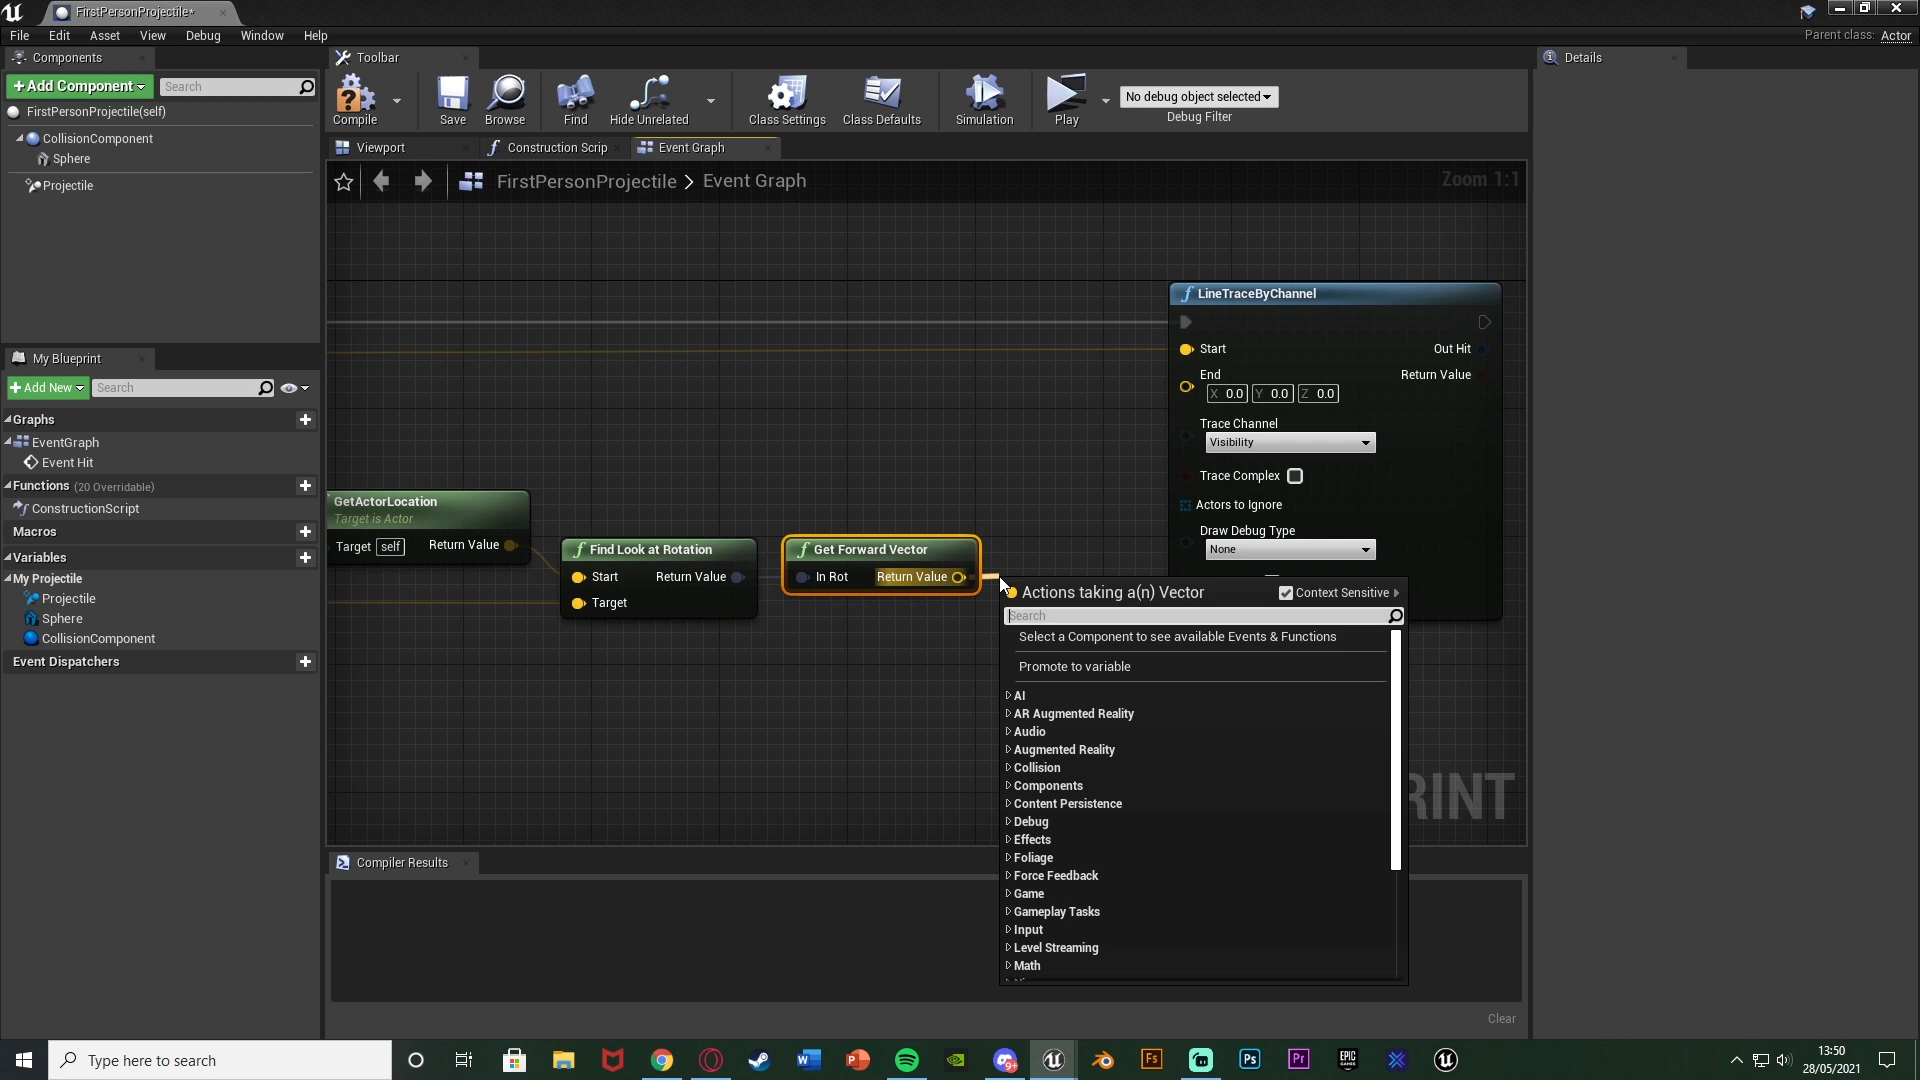 FirstPersonProjectile*
File Edit Asset View Debug Window Help
Parent class: Actor
Components
+Add Component
Search
FirstPersonProjectile(self)
CollisionComponent
Sphere
Projectile
Toolbar
Compile
Save
Browse
Find
Hide Unrelated
Class Settings
Class Defaults
Simulation
Play
No debug object selected
Debug Filter
Viewport
Construction Scrip
Event Graph
FirstPersonProjectile > Event Graph
Zoom 1:1
Details
LineTraceByChannel
Start
Out Hit
End
Return Value
X 0.0 Y 0.0 Z 0.0
Trace Channel
Visibility
Trace Complex
Actors to Ignore
Draw Debug Type
None
GetActorLocation
Target is Actor
Target self
Return Value
Find Look at Rotation
Start
Return Value
Target
Get Forward Vector
In Rot
Return Value
Actions taking a(n) Vector
Context Sensitive
Search
Select a Component to see available Events & Functions
Promote to variable
AI
AR Augmented Reality
Audio
Augmented Reality
Collision
Components
Content Persistence
Debug
Effects
Foliage
Force Feedback
Game
Gameplay Tasks
Input
Level Streaming
Math
RINT
My Blueprint
+Add New
Search
Graphs
EventGraph
Event Hit
Functions (20 Overridable)
ConstructionScript
Macros
Variables
My Projectile
Projectile
Sphere
CollisionComponent
Event Dispatchers
Compiler Results
Clear
Type here to search
9+
Fs
Ps
Pr
EPIC GAMES
13:50
28/05/2021